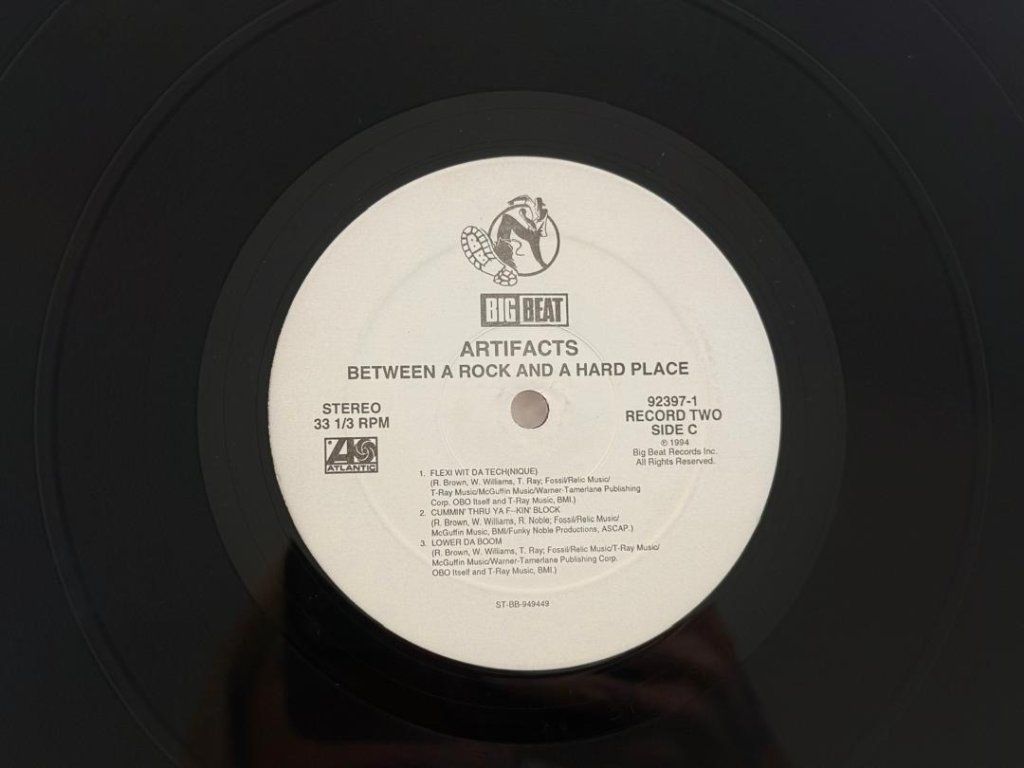 BIG BEAT
ARTIFACTS
BETWEEN A ROCK AND A HARD PLACE
STEREO
33 1/3 RPM
ATLANTIC
92397-1
RECORD TWO
SIDE C
℗ 1994
Big Beat Records Inc.
All Rights Reserved.
1. FLEXI WIT DA TECH(NIQUE)
(R. Brown, W. Williams, T. Ray; Fossil/Relic Music/
T-Ray Music/McGuffin Music/Warner-Tamerlane Publishing
Corp. OBO Itself and T-Ray Music, BMI.)
2. CUMMIN' THRU YA F--KIN' BLOCK
(R. Brown, W. Williams, R. Noble; Fossil/Relic Music/
McGuffin Music, BMI/Funky Noble Productions, ASCAP.)
3. LOWER DA BOOM
(R. Brown, W. Williams, T. Ray; Fossil/Relic Music/T-Ray Music/
McGuffin Music/Warner-Tamerlane Publishing Corp.
OBO Itself and T-Ray Music, BMI.)
ST-BB-949449